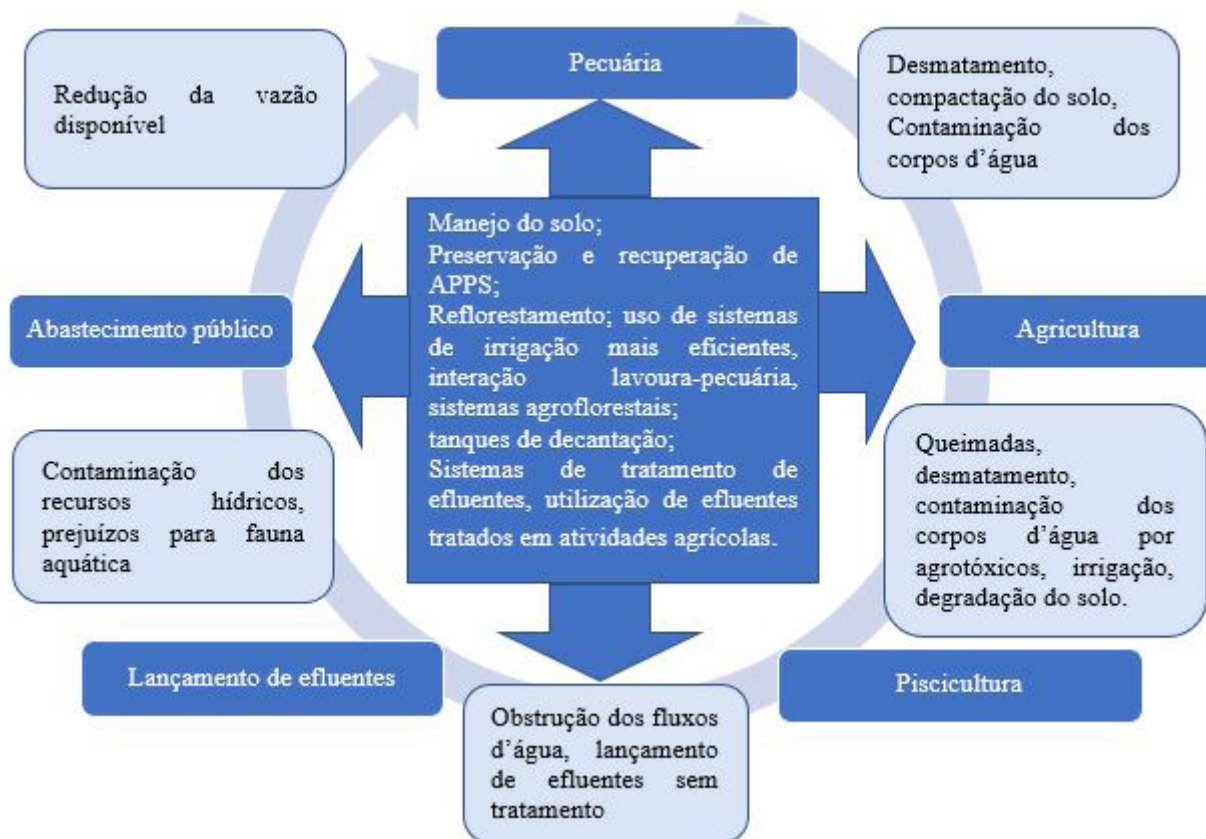 Pecuária
Desmatamento,
compactação do solo,
Contaminação dos
corpos d’água
Agricultura
Queimadas,
desmatamento,
contaminação dos
corpos d’água por
agrotóxicos, irrigação,
degradação do solo.
Piscicultura
Obstrução dos fluxos
d’água, lançamento
de efluentes sem
tratamento
Lançamento de efluentes
Contaminação dos
recursos hídricos,
prejuízos para fauna
aquática
Abastecimento público
Redução da vazão
disponível
Manejo do solo;
Preservação e recuperação de
APPS;
Reflorestamento; uso de sistemas
de irrigação mais eficientes,
interação lavoura-pecuária,
sistemas agroflorestais;
tanques de decantação;
Sistemas de tratamento de
efluentes, utilização de efluentes
tratados em atividades agrícolas.